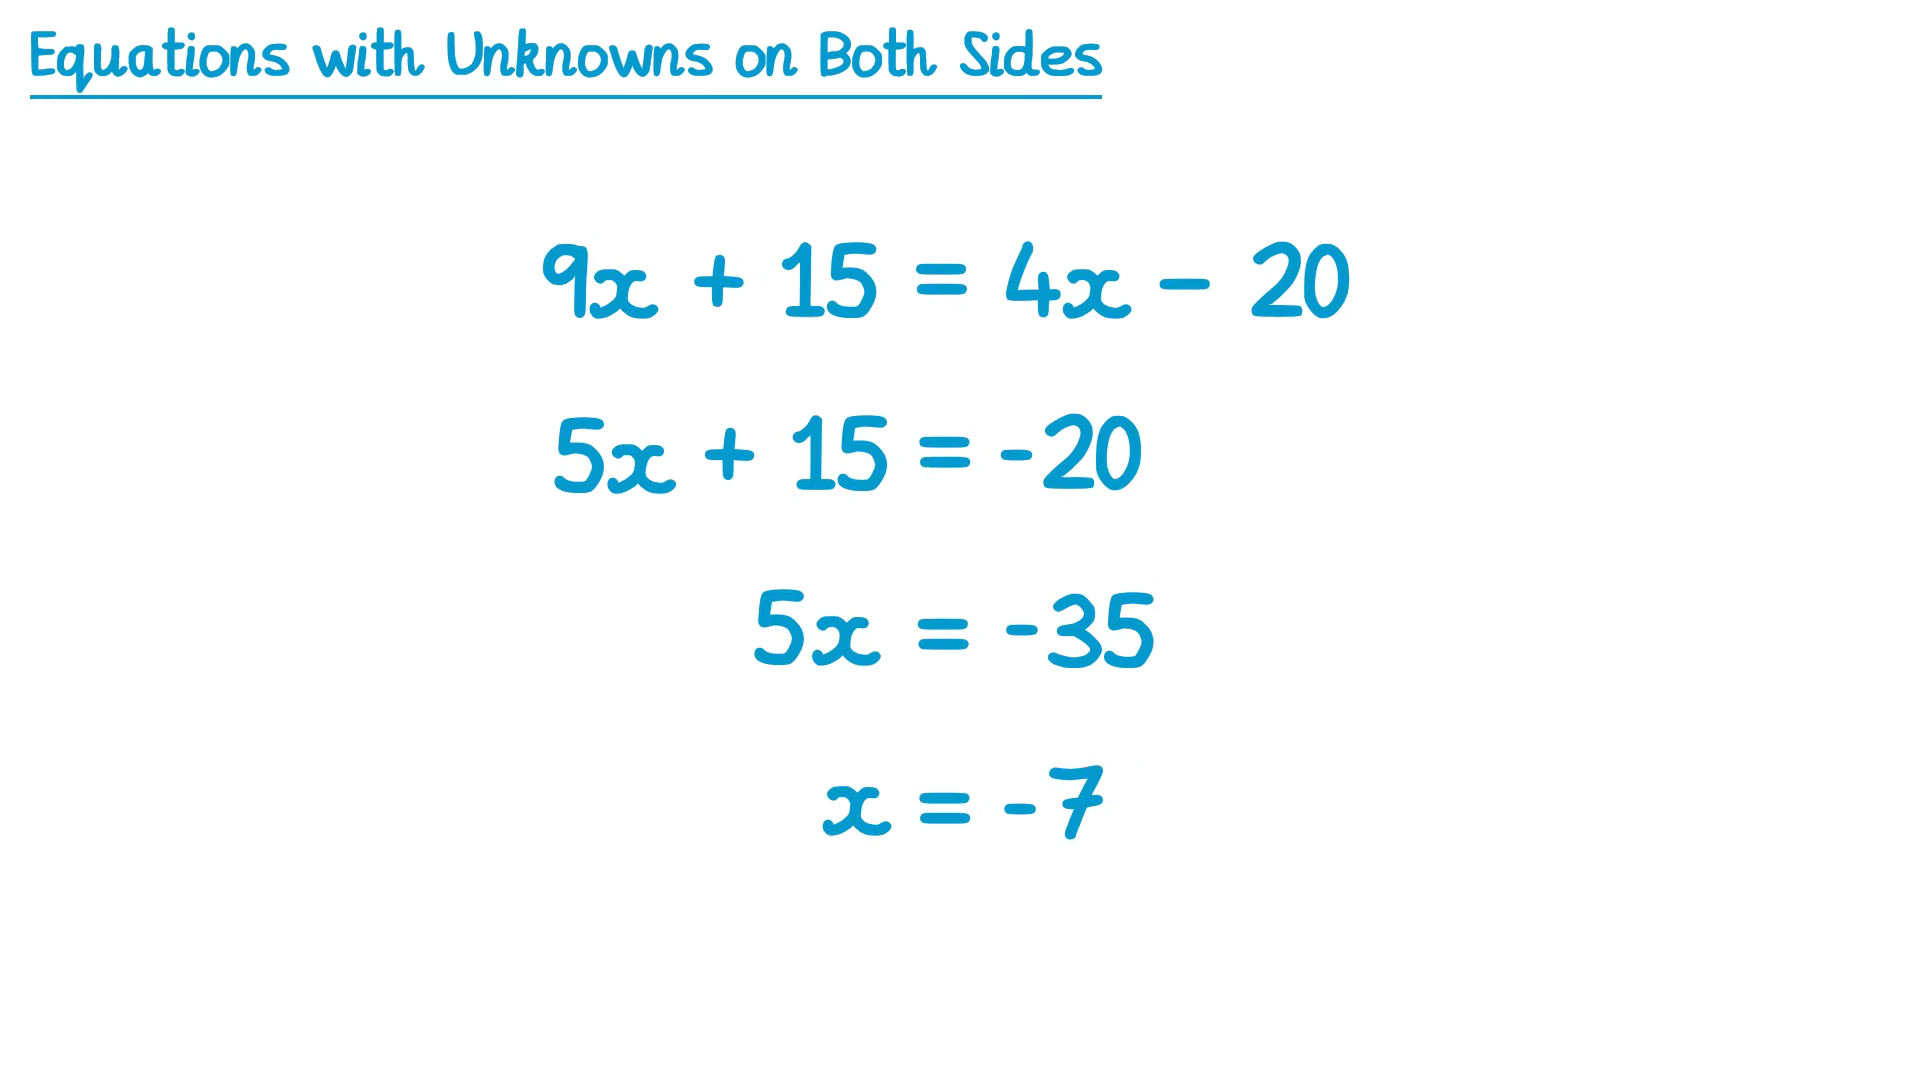 Equations with Unknowns on Both Sides
9x + 15 = 4x − 20
5x + 15 = -20
5x = -35
x = -7